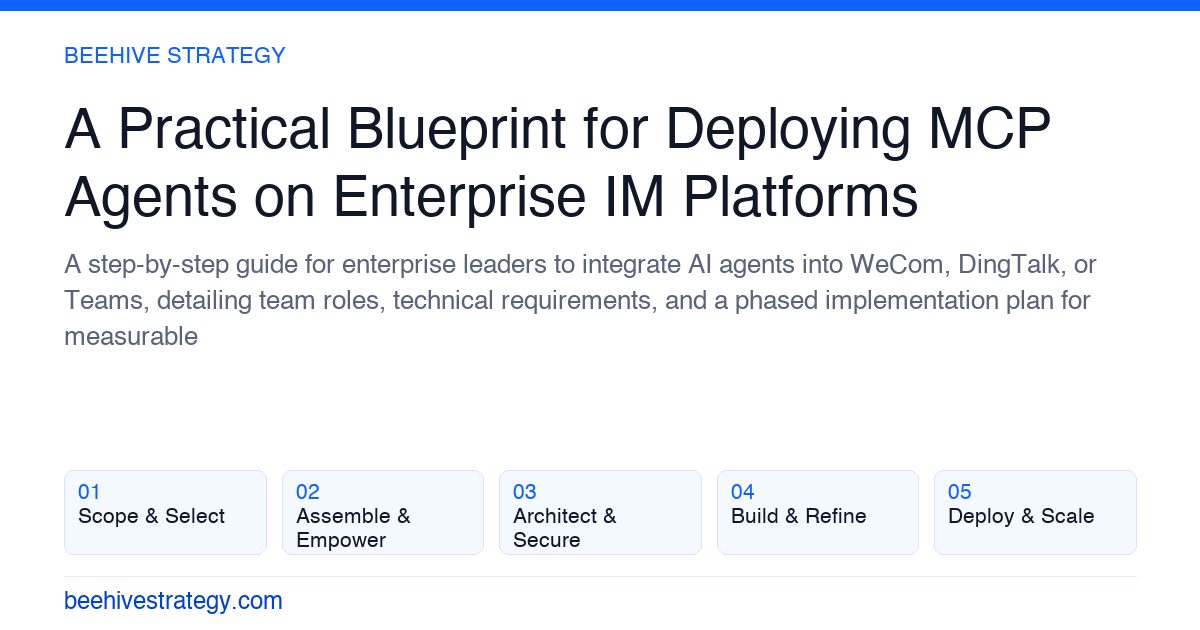 BEEHIVE STRATEGY
A Practical Blueprint for Deploying MCP
Agents on Enterprise IM Platforms
A step-by-step guide for enterprise leaders to integrate AI agents into WeCom, DingTalk, or
Teams, detailing team roles, technical requirements, and a phased implementation plan for
measurable
01
Scope & Select
02
Assemble &
Empower
03
Architect &
Secure
04
Build & Refine
05
Deploy & Scale
beehivestrategy.com